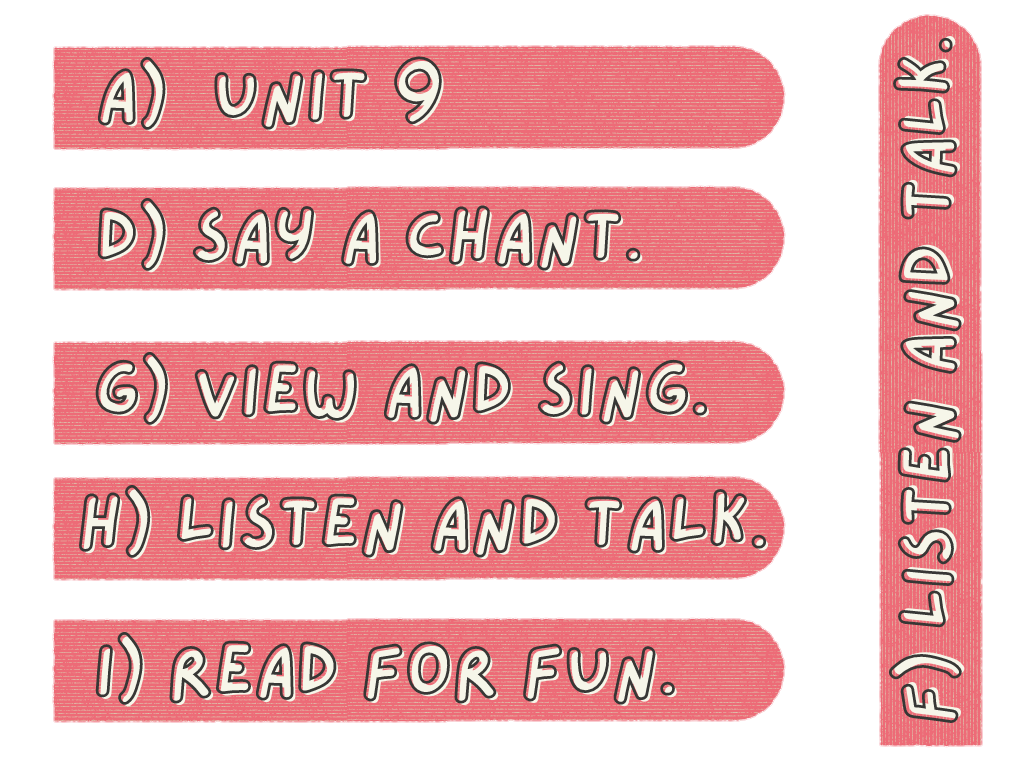 A) UNIT 9
D) SAY A CHANT.
G) VIEW AND SING.
H) LISTEN AND TALK.
I) READ FOR FUN.
F) LISTEN AND TALK.